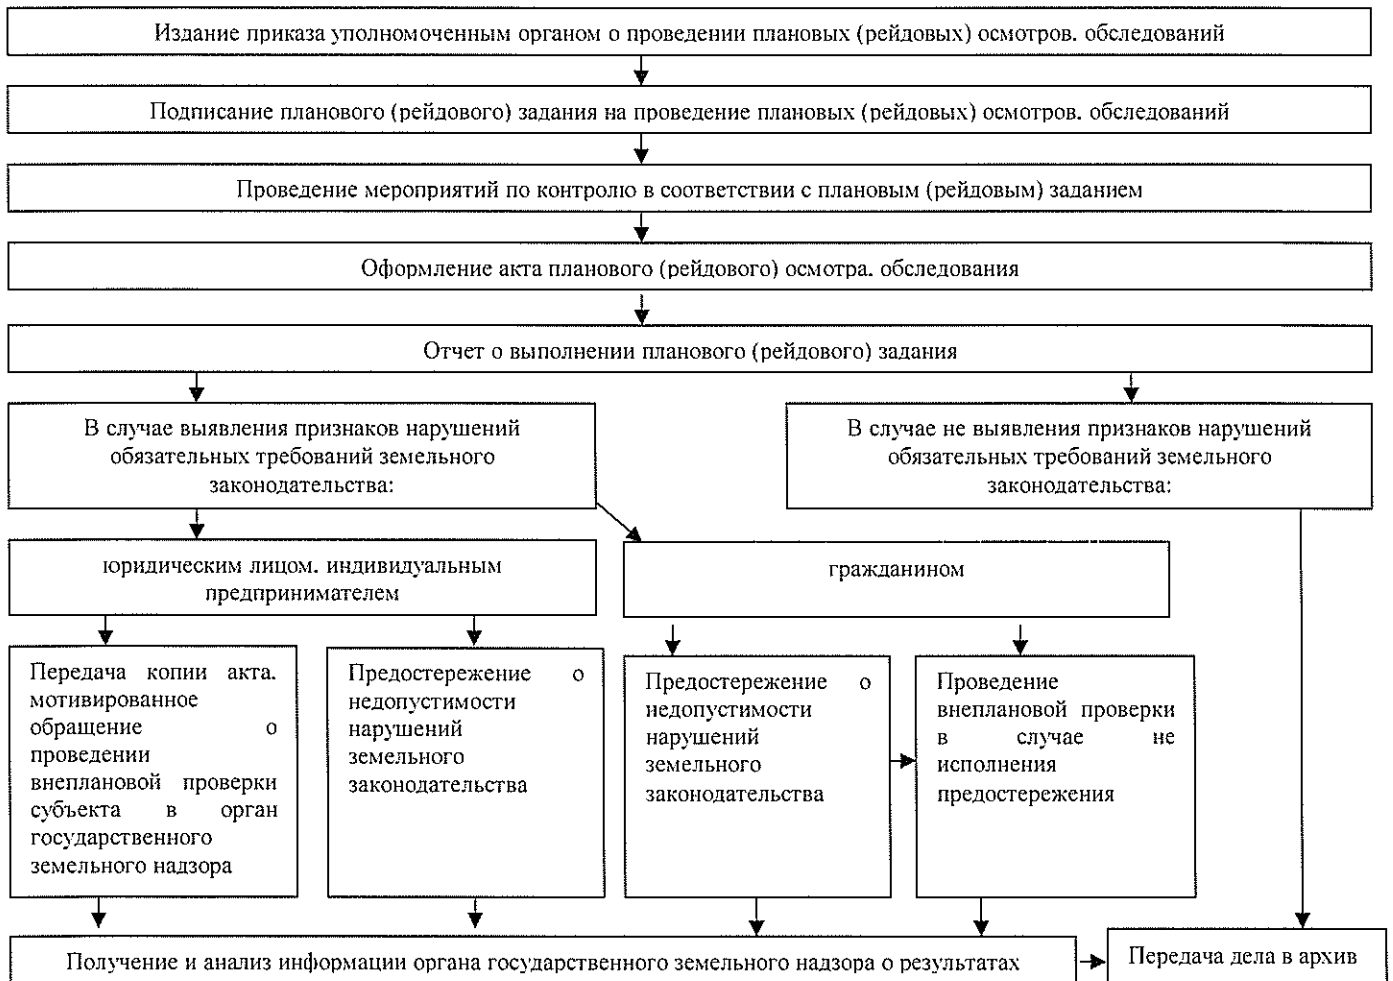 Издание приказа уполномоченным органом о проведении плановых (рейдовых) осмотров. обследований
Подписание планового (рейдового) задания на проведение плановых (рейдовых) осмотров. обследований
Проведение мероприятий по контролю в соответствии с плановым (рейдовым) заданием
Оформление акта планового (рейдового) осмотра. обследования
Отчет о выполнении планового (рейдового) задания
В случае выявления признаков нарушений
обязательных требований земельного
законодательства:
В случае не выявления признаков нарушений
обязательных требований земельного
законодательства:
юридическим лицом. индивидуальным
предпринимателем
гражданином
Передача копии акта.
мотивированное
обращение о
проведении
внеплановой проверки
субъекта в орган
государственного
земельного надзора
Предостережение о
недопустимости
нарушений
земельного
законодательства
Предостережение о
недопустимости
нарушений
земельного
законодательства
Проведение
внеплановой проверки
в случае не
исполнения
предостережения
Получение и анализ информации органа государственного земельного надзора о результатах
Передача дела в архив